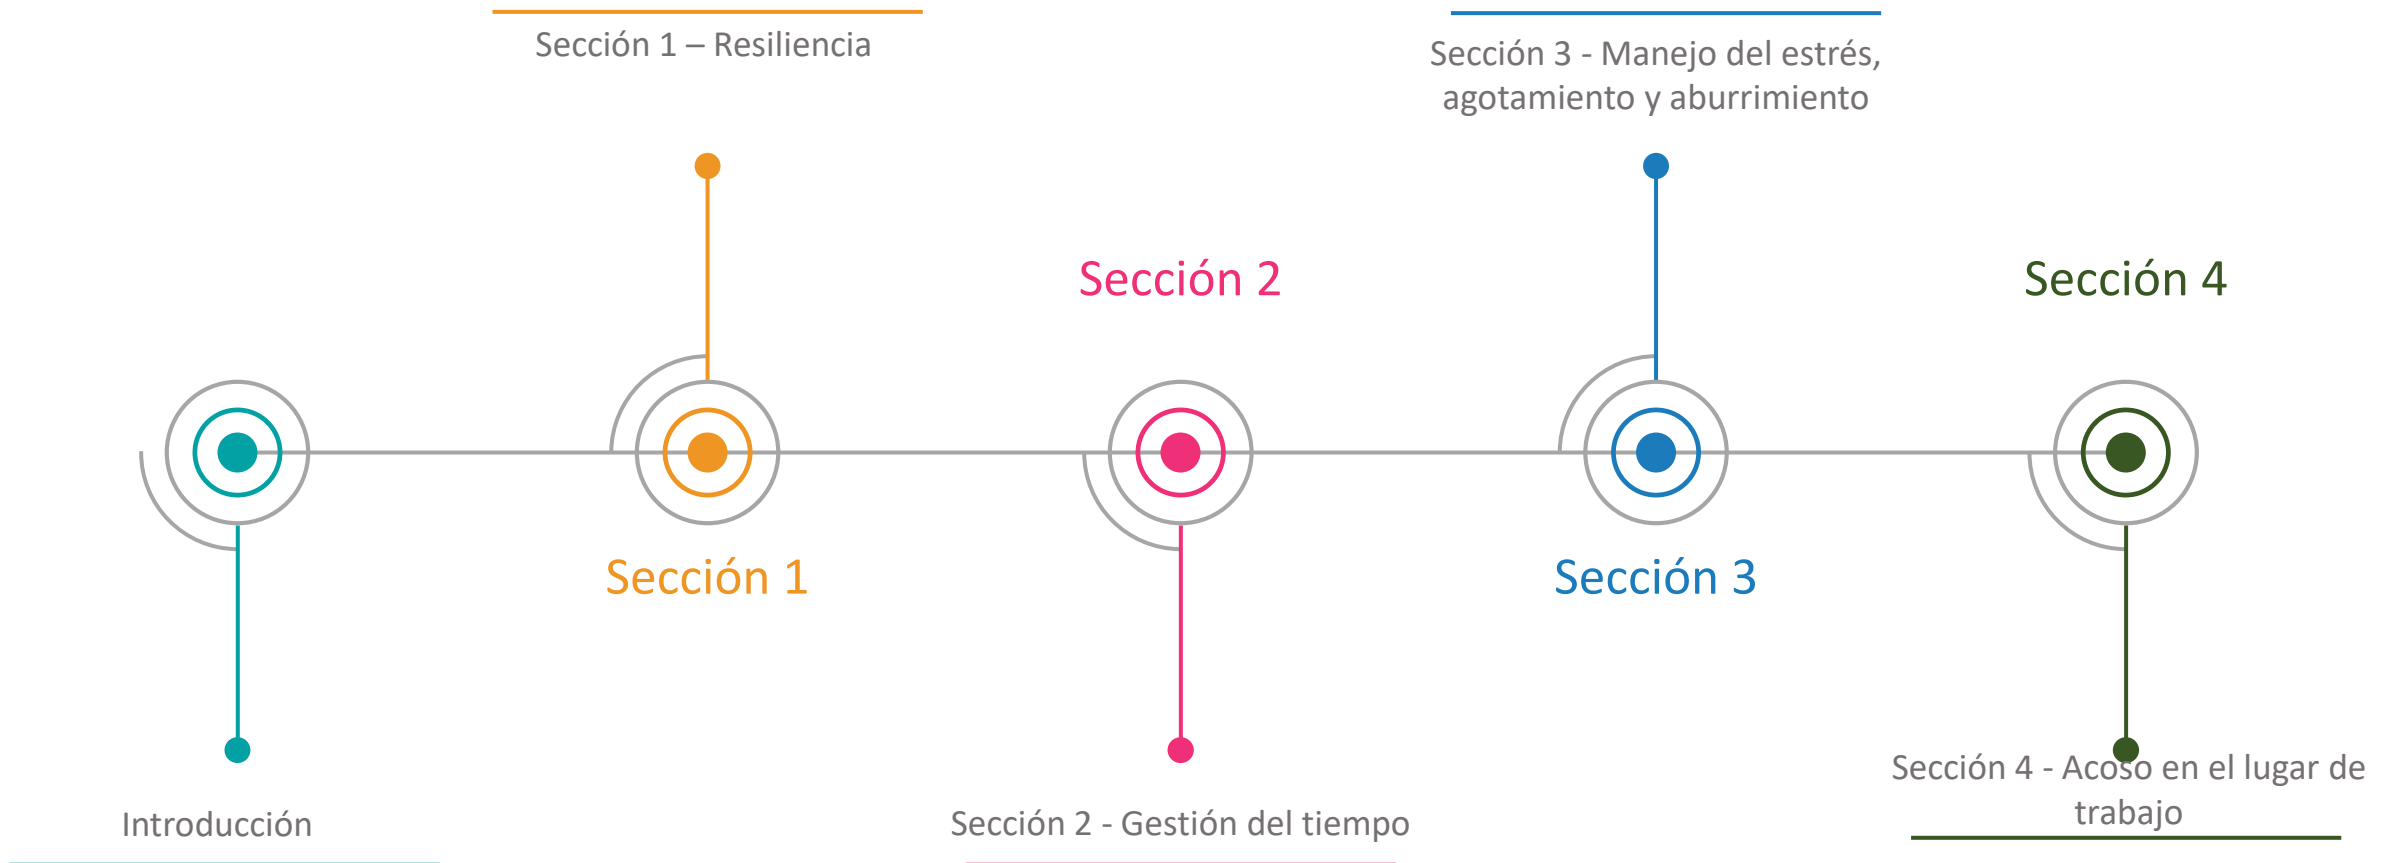 Sección 1 – Resiliencia
Sección 3 - Manejo del estrés,
agotamiento y aburrimiento
Sección 2
Sección 4
Sección 1
Sección 3
Introducción
Sección 2 - Gestión del tiempo
Sección 4 - Acoso en el lugar de
trabajo